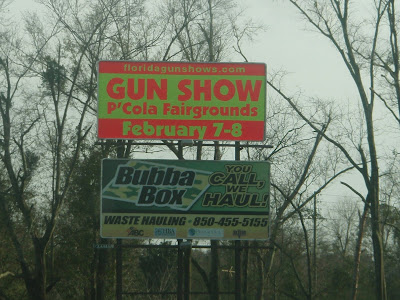 floridagunshows.com
GUN SHOW
P'Cola Fairgrounds
February 7-8
Bubba-Box
YOU CALL, WE HAUL!
WASTE HAULING - 850-455-5155
ABC